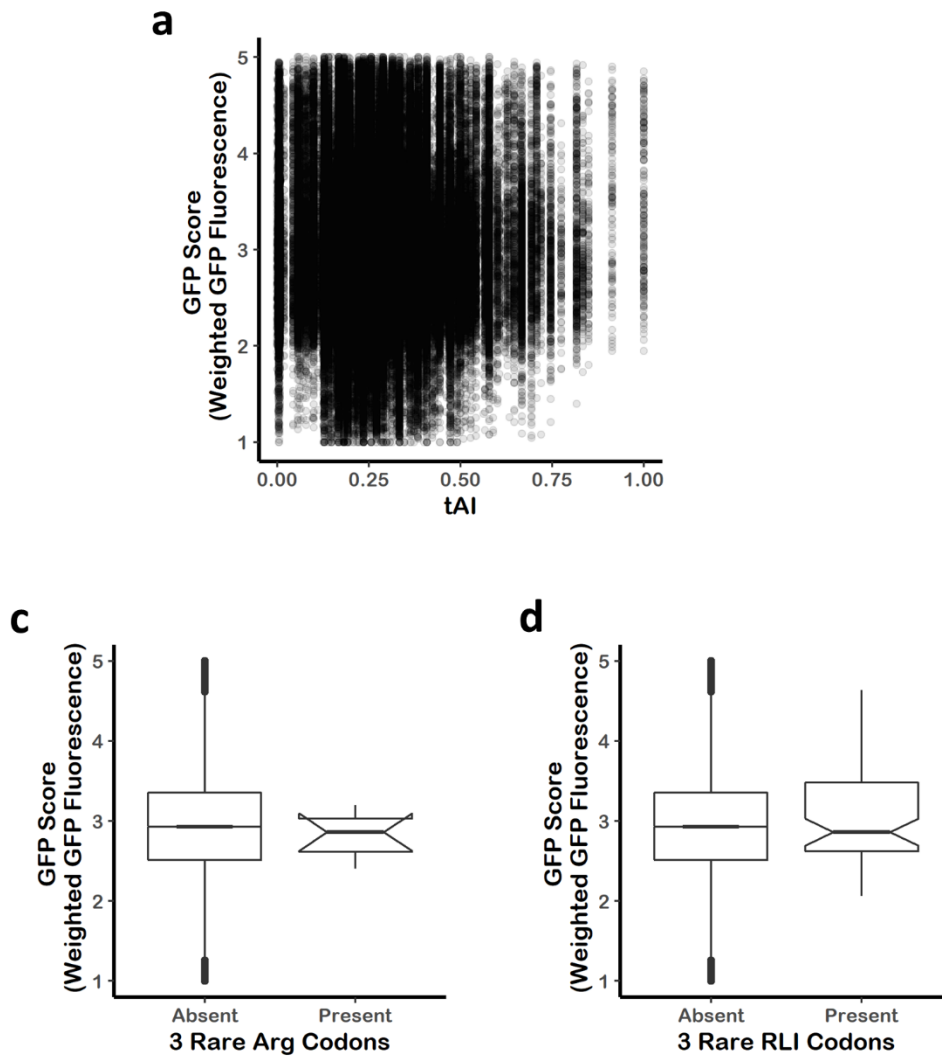 a
GFP Score
(Weighted GFP Fluorescence)
5
4
3
2
1
0.00 0.25 0.50 0.75 1.00
tAI
c
GFP Score
(Weighted GFP Fluorescence)
5
4
3
2
1
Absent Present
3 Rare Arg Codons
d
GFP Score
(Weighted GFP Fluorescence)
5
4
3
2
1
Absent Present
3 Rare RLI Codons